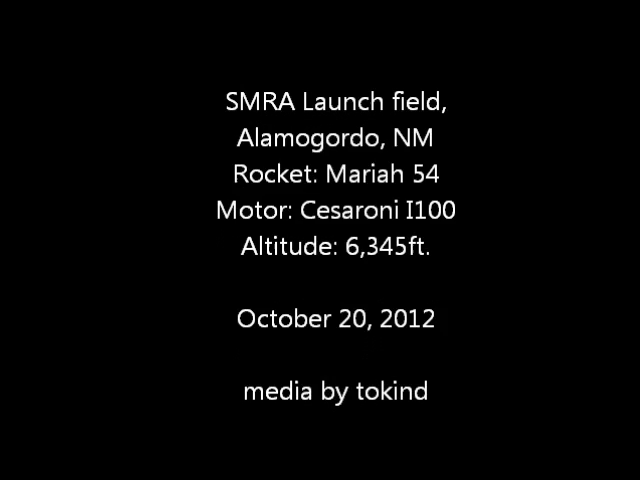 SMRA Launch field,
Alamogordo, NM
Rocket: Mariah 54
Motor: Cesaroni I100
Altitude: 6,345ft.
October 20, 2012
media by tokind